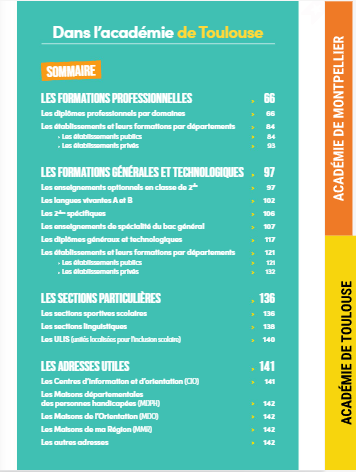 Dans l'académie de Toulouse
SOMMAIRE
LES FORMATIONS PROFESSIONNELLES 66
Les diplômes professionnels par domaines 66
Les établissements et leurs formations par départements 84
• Les établissements publics 84
• Les établissements privés 93
LES FORMATIONS GÉNÉRALES ET TECHNOLOGIQUES 97
Les enseignements optionnels en classe de 2de 97
Les langues vivantes A et B 102
Les 2des spécifiques 106
Les enseignements de spécialité du bac général 107
Les diplômes généraux et technologiques 117
Les établissements et leurs formations par départements 121
• Les établissements publics 121
• Les établissements privés 132
LES SECTIONS PARTICULIÈRES 136
Les sections sportives scolaires 136
Les sections linguistiques 138
Les ULIS (unités localisées pour l'inclusion scolaire) 140
LES ADRESSES UTILES 141
Les Centres d'information et d'orientation (CIO) 141
Les Maisons départementales
des personnes handicapées (MDPH) 142
Les Maisons de l'Orientation (MDO) 142
Les Maisons de ma Région (MMR) 142
Les autres adresses 142
ACADÉMIE DE MONTPELLIER
ACADÉMIE DE TOULOUSE